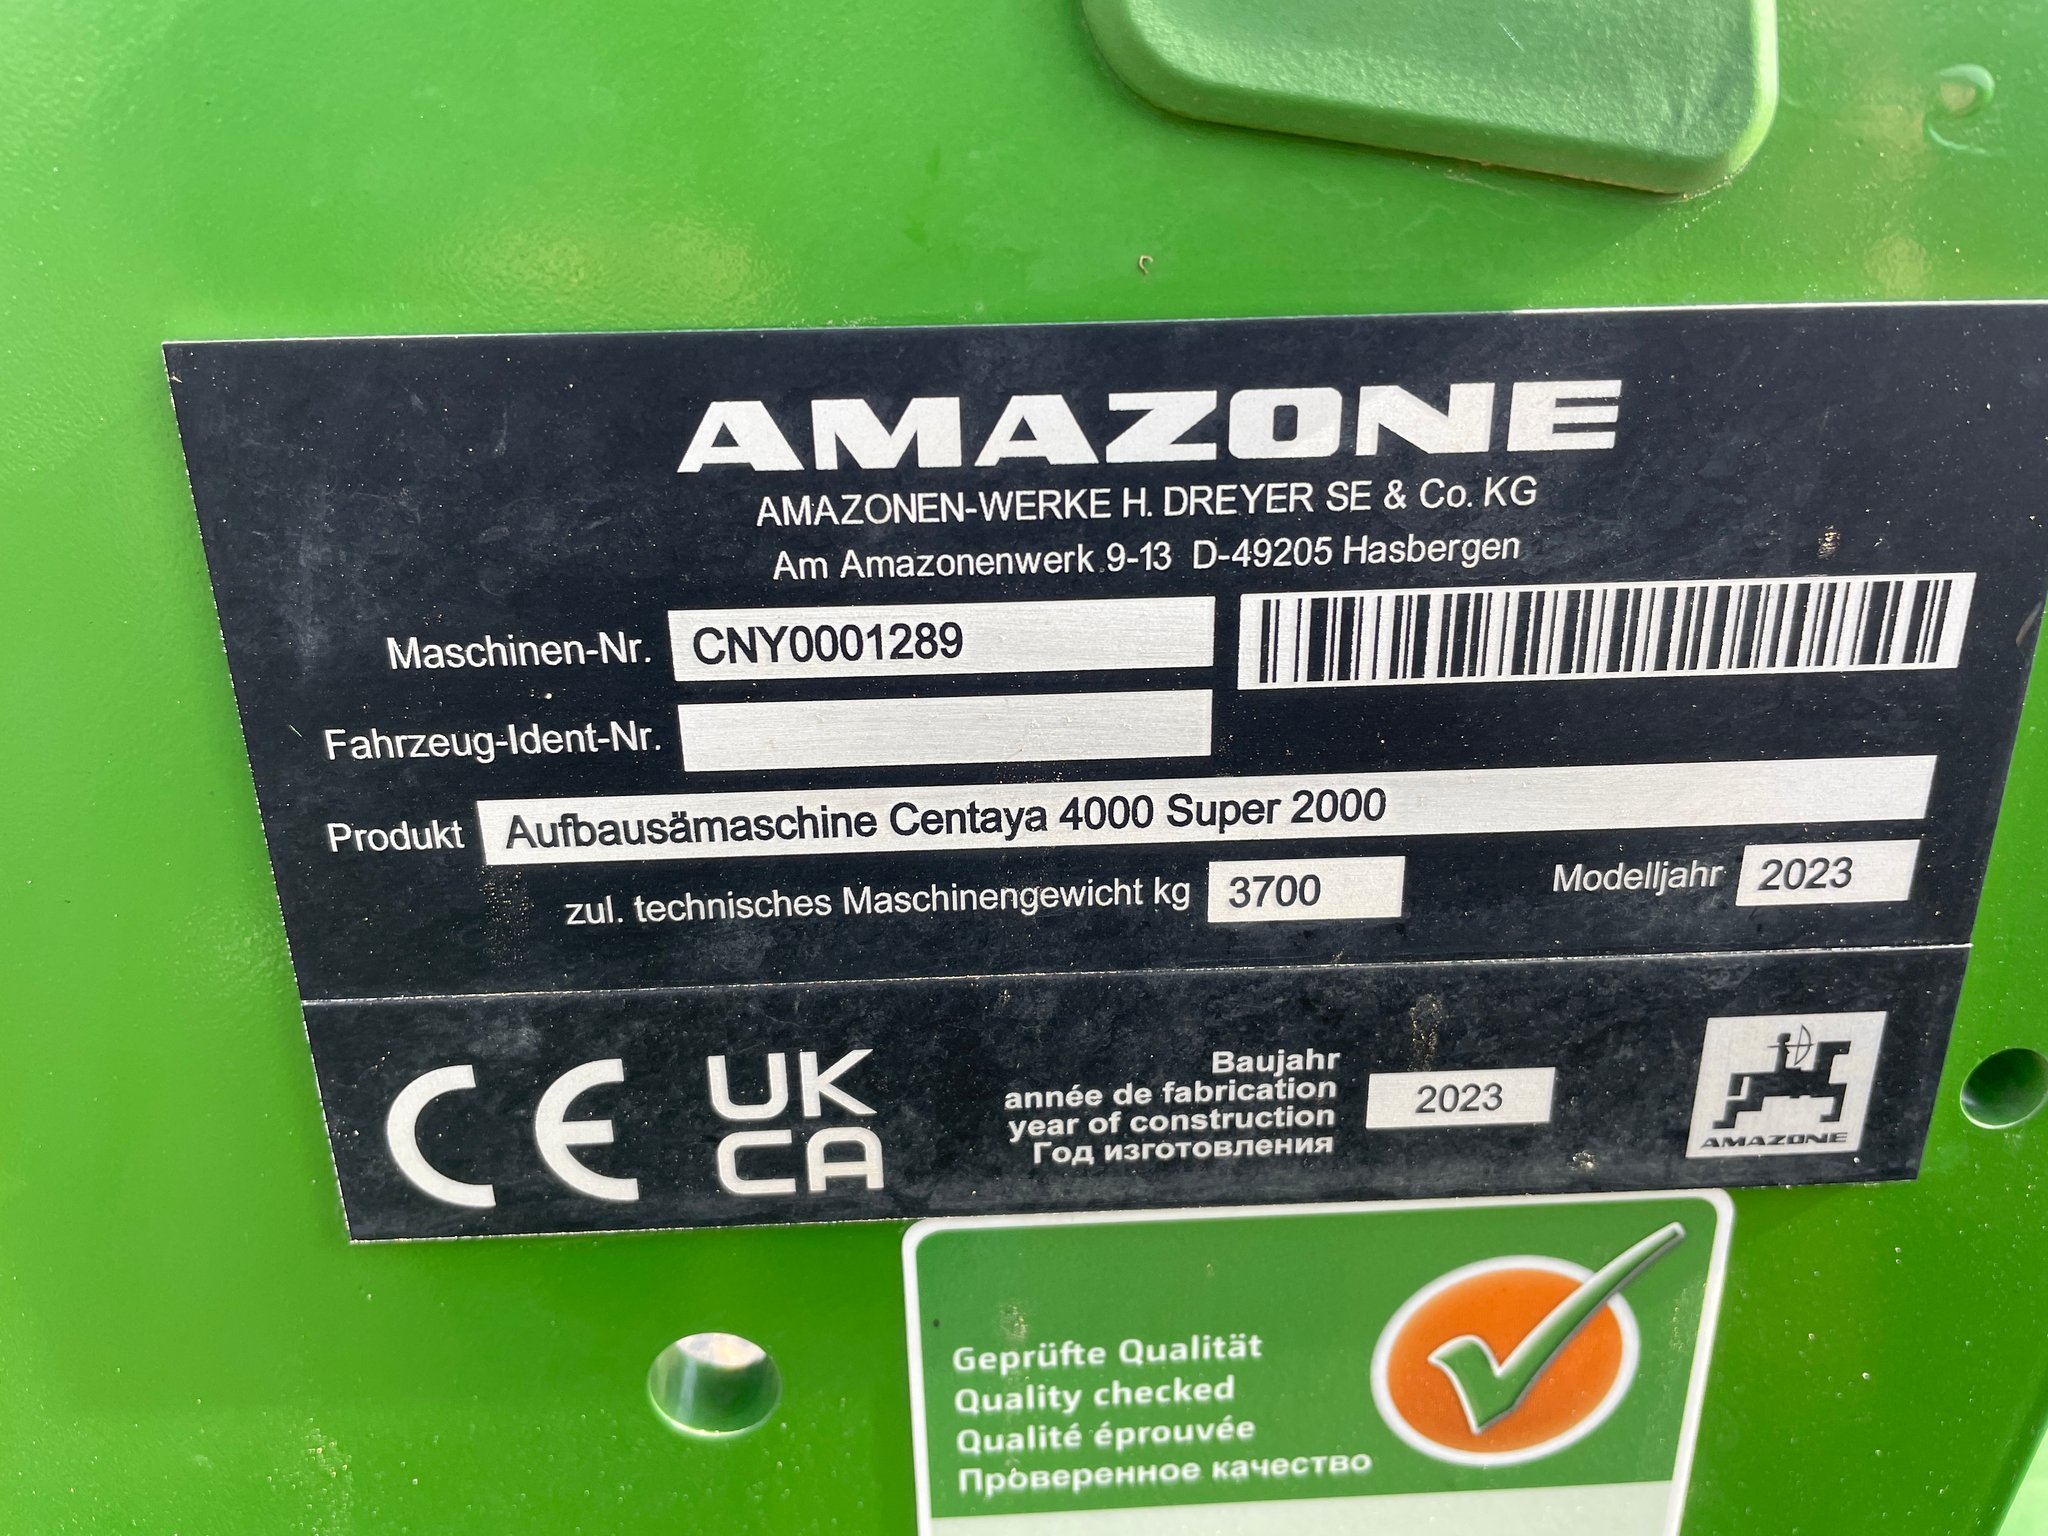 AMAZONE
AMAZONEN-WERKE H. DREYER SE & Co. KG
Am Amazonenwerk 9-13 D-49205 Hasbergen
Maschinen-Nr. CNY0001289
Fahrzeug-Ident-Nr.
Produkt Aufbausämaschine Centaya 4000 Super 2000
zul. technisches Maschinengewicht kg 3700 Modelljahr 2023
CE UK
CA
Baujahr
année de fabrication
year of construction 2023
Год изготовления
AMAZONE
Geprüfte Qualität
Quality checked
Qualité éprouvée
Проверенное качество